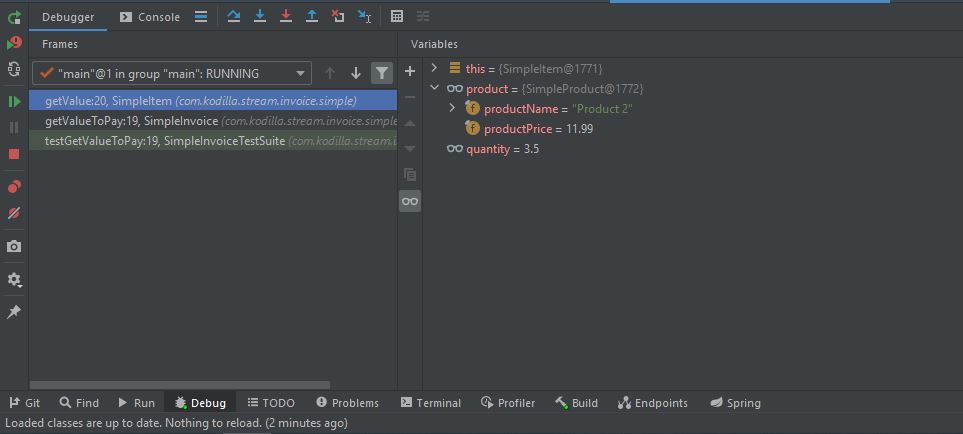 Debugger Console
Frames Variables
"main"@1 in group "main": RUNNING
this = {SimpleItem@1771}
product = {SimpleProduct@1772}
getValue:20, SimpleItem (com.kodilla.stream.invoice.simple)
f productName = "Product 2"
getValueToPay:19, SimpleInvoice (com.kodilla.stream.invoice.simple
f productPrice = 11.99
testGetValueToPay:19, SimpleInvoiceTestSuite (com.kodilla.stream.i
quantity = 3.5
Git Find Run Debug TODO Problems Terminal Profiler Build Endpoints Spring
Loaded classes are up to date. Nothing to reload. (2 minutes ago)